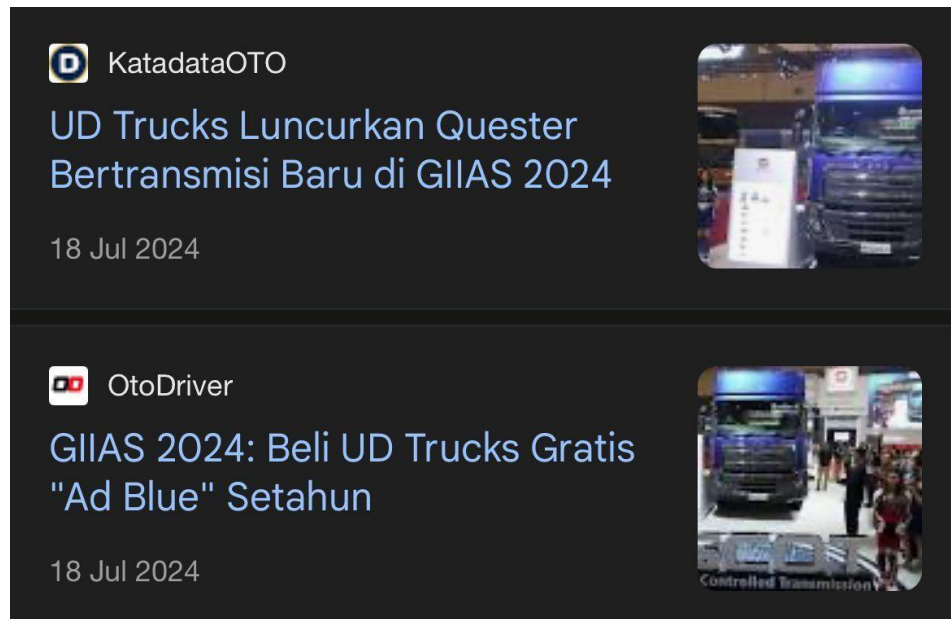 KatadataOTO
UD Trucks Luncurkan Quester
Bertransmisi Baru di GIIAS 2024
18 Jul 2024
OtoDriver
GIIAS 2024: Beli UD Trucks Gratis
"Ad Blue" Setahun
18 Jul 2024
Controlled Transmission